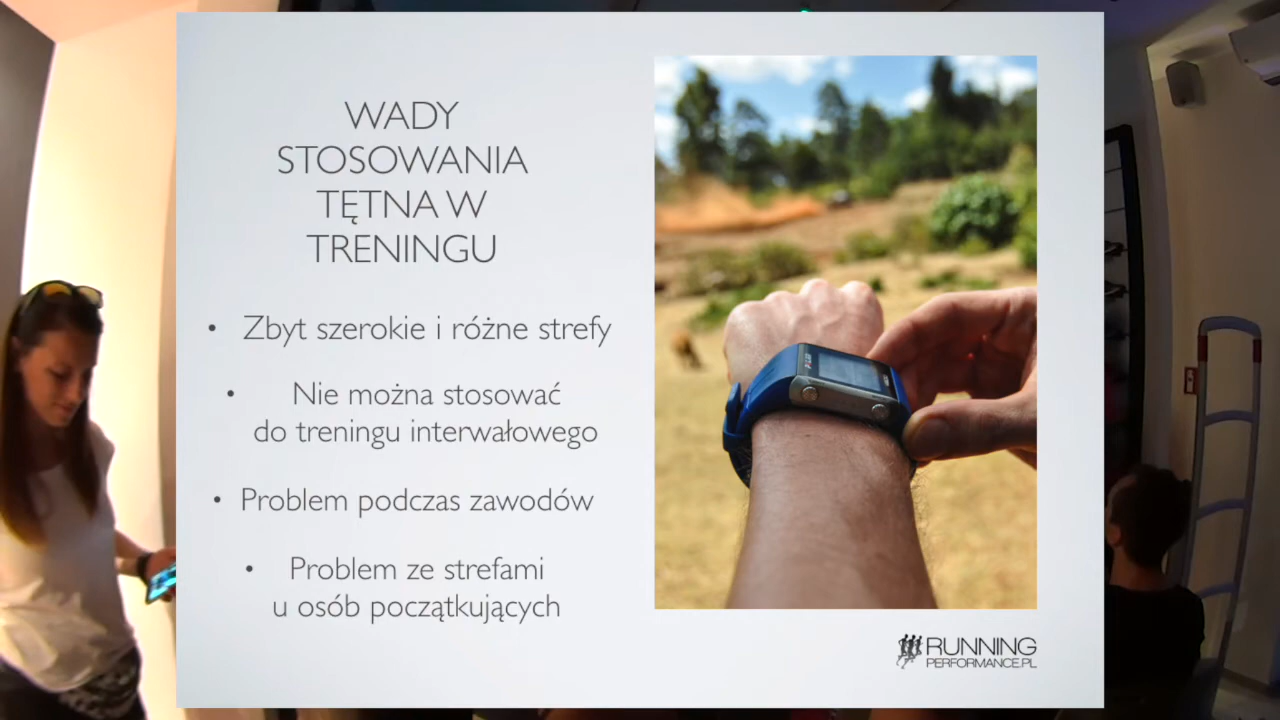 WADY
STOSOWANIA
TĘTNA W
TRENINGU
• Zbyt szerokie i różne strefy
• Nie można stosować
do treningu interwałowego
• Problem podczas zawodów
• Problem ze strefami
u osób początkujących
RUNNING
PERFORMANCE.PL